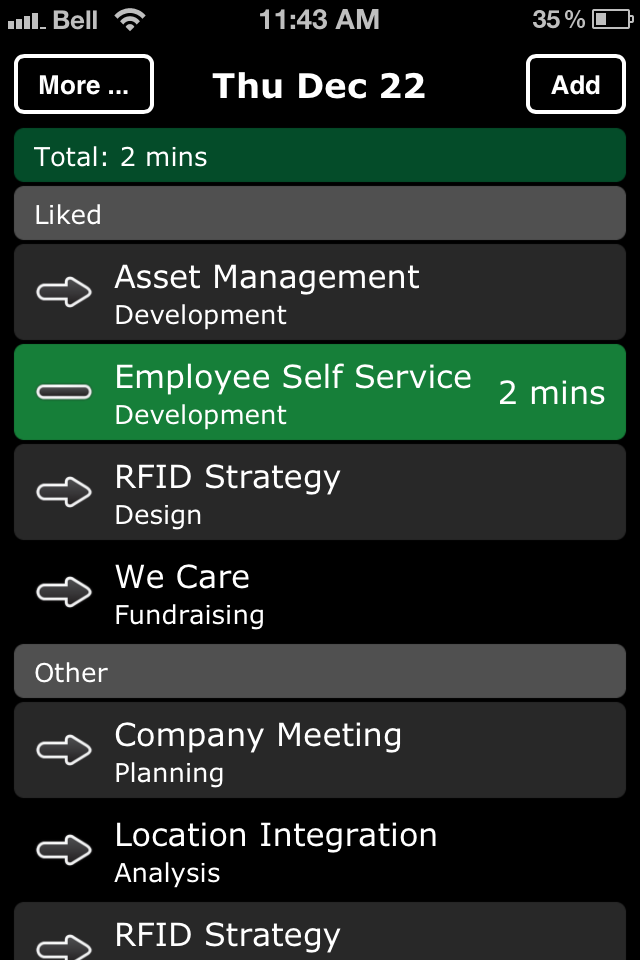 Bell 11:43 AM 35%
More ... Thu Dec 22 Add
Total: 2 mins
Liked
Asset Management
Development
Employee Self Service 2 mins
Development
RFID Strategy
Design
We Care
Fundraising
Other
Company Meeting
Planning
Location Integration
Analysis
RFID Strategy